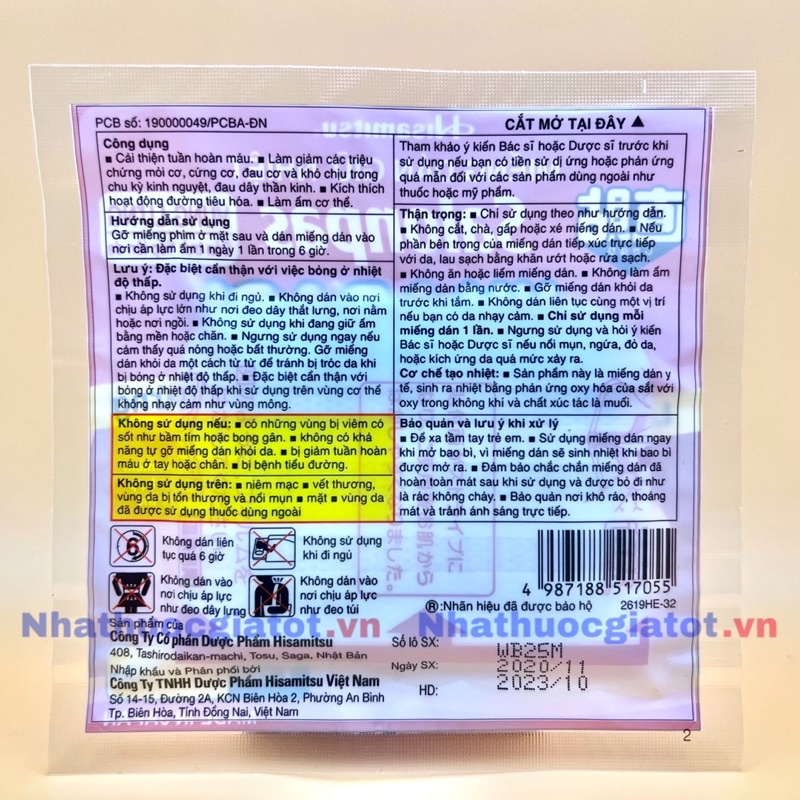 PCB số: 190000049/PCBA-ĐN
CẮT MỞ TẠI ĐÂY ▲
Hisamitsu
Công dụng
▪ Cải thiện tuần hoàn máu. ▪ Làm giảm các triệu
chứng mỏi cơ, cứng cơ, đau cơ và khó chịu trong
chu kỳ kinh nguyệt, đau dây thần kinh. ▪ Kích thích
hoạt động đường tiêu hóa. ▪ Làm ấm cơ thể.
Hướng dẫn sử dụng
Gỡ miếng phim ở mặt sau và dán miếng dán vào
nơi cần làm ấm 1 ngày 1 lần trong 6 giờ.
Lưu ý: Đặc biệt cẩn thận với việc bỏng ở nhiệt
độ thấp.
▪ Không sử dụng khi đi ngủ. ▪ Không dán vào nơi
chịu áp lực lớn như nơi đeo dây thắt lưng, nơi nằm
hoặc nơi ngồi. ▪ Không sử dụng khi đang giữ ấm
bằng mền hoặc chăn. ▪ Ngưng sử dụng ngay nếu
cảm thấy quá nóng hoặc bất thường. Gỡ miếng
dán khỏi da một cách từ từ để tránh bị tróc da khi
bị bỏng ở nhiệt độ thấp. ▪ Đặc biệt cẩn thận với
bỏng ở nhiệt độ thấp khi sử dụng trên vùng cơ thể
không nhạy cảm như vùng mông.
Không sử dụng nếu: ▪ có những vùng bị viêm có
sốt như bầm tím hoặc bong gân. ▪ không có khả
năng tự gỡ miếng dán khỏi da. ▪ bị giảm tuần hoàn
máu ở tay hoặc chân. ▪ bị bệnh tiểu đường.
Không sử dụng trên: ▪ niêm mạc ▪ vết thương,
vùng da bị tổn thương và nổi mụn ▪ mặt ▪ vùng da
đã được sử dụng thuốc dùng ngoài
Tham khảo ý kiến Bác sĩ hoặc Dược sĩ trước khi
sử dụng nếu bạn có tiền sử dị ứng hoặc phản ứng
quá mẫn đối với các sản phẩm dùng ngoài như
thuốc hoặc mỹ phẩm.
Thận trọng: ▪ Chỉ sử dụng theo như hướng dẫn.
▪ Không cắt, chà, gấp hoặc xé miếng dán. ▪ Nếu
phần bên trong của miếng dán tiếp xúc trực tiếp
với da, lau sạch bằng khăn ướt hoặc rửa sạch.
▪ Không ăn hoặc liếm miếng dán. ▪ Không làm ấm
miếng dán bằng nước. ▪ Gỡ miếng dán khỏi da
trước khi tắm. ▪ Không dán liên tục cùng một vị trí
nếu bạn có da nhạy cảm. ▪ Chỉ sử dụng mỗi
miếng dán 1 lần. ▪ Ngưng sử dụng và hỏi ý kiến
Bác sĩ hoặc Dược sĩ nếu nổi mụn, ngứa, đỏ da,
hoặc kích ứng da quá mức xảy ra.
Cơ chế tạo nhiệt: ▪ Sản phẩm này là miếng dán y
tế, sinh ra nhiệt bằng phản ứng oxy hóa của sắt với
oxy trong không khí và chất xúc tác là muối.
Bảo quản và lưu ý khi xử lý
▪ Để xa tầm tay trẻ em. ▪ Sử dụng miếng dán ngay
khi mở bao bì, vì miếng dán sẽ sinh nhiệt khi bao bì
được mở ra. ▪ Đảm bảo chắc chắn miếng dán đã
hoàn toàn mát sau khi sử dụng và được bỏ đi như
là rác không cháy. ▪ Bảo quản nơi khô ráo, thoáng
mát và tránh ánh sáng trực tiếp.
6
Không dán liên
tục quá 6 giờ
Không sử dụng
khi đi ngủ
Không dán vào
nơi chịu áp lực
như đeo dây lưng
Không dán vào
nơi chịu áp lực
như đeo túi
4 987188 517055
Ⓡ:Nhãn hiệu đã được bảo hộ
2619HE-32
Nhathuocgiatot.vn
Nhathuocgiatot.vn
Sản phẩm của
Công Ty Cổ phần Dược Phẩm Hisamitsu
408, Tashirodaikan-machi, Tosu, Saga, Nhật Bản
Nhập khẩu và Phân phối bởi
Công Ty TNHH Dược Phẩm Hisamitsu Việt Nam
Số 14-15, Đường 2A, KCN Biên Hòa 2, Phường An Bình
Tp. Biên Hòa, Tỉnh Đồng Nai, Việt Nam
Số lô SX: WB25M
Ngày SX: 2020/11
HD: 2023/10
2